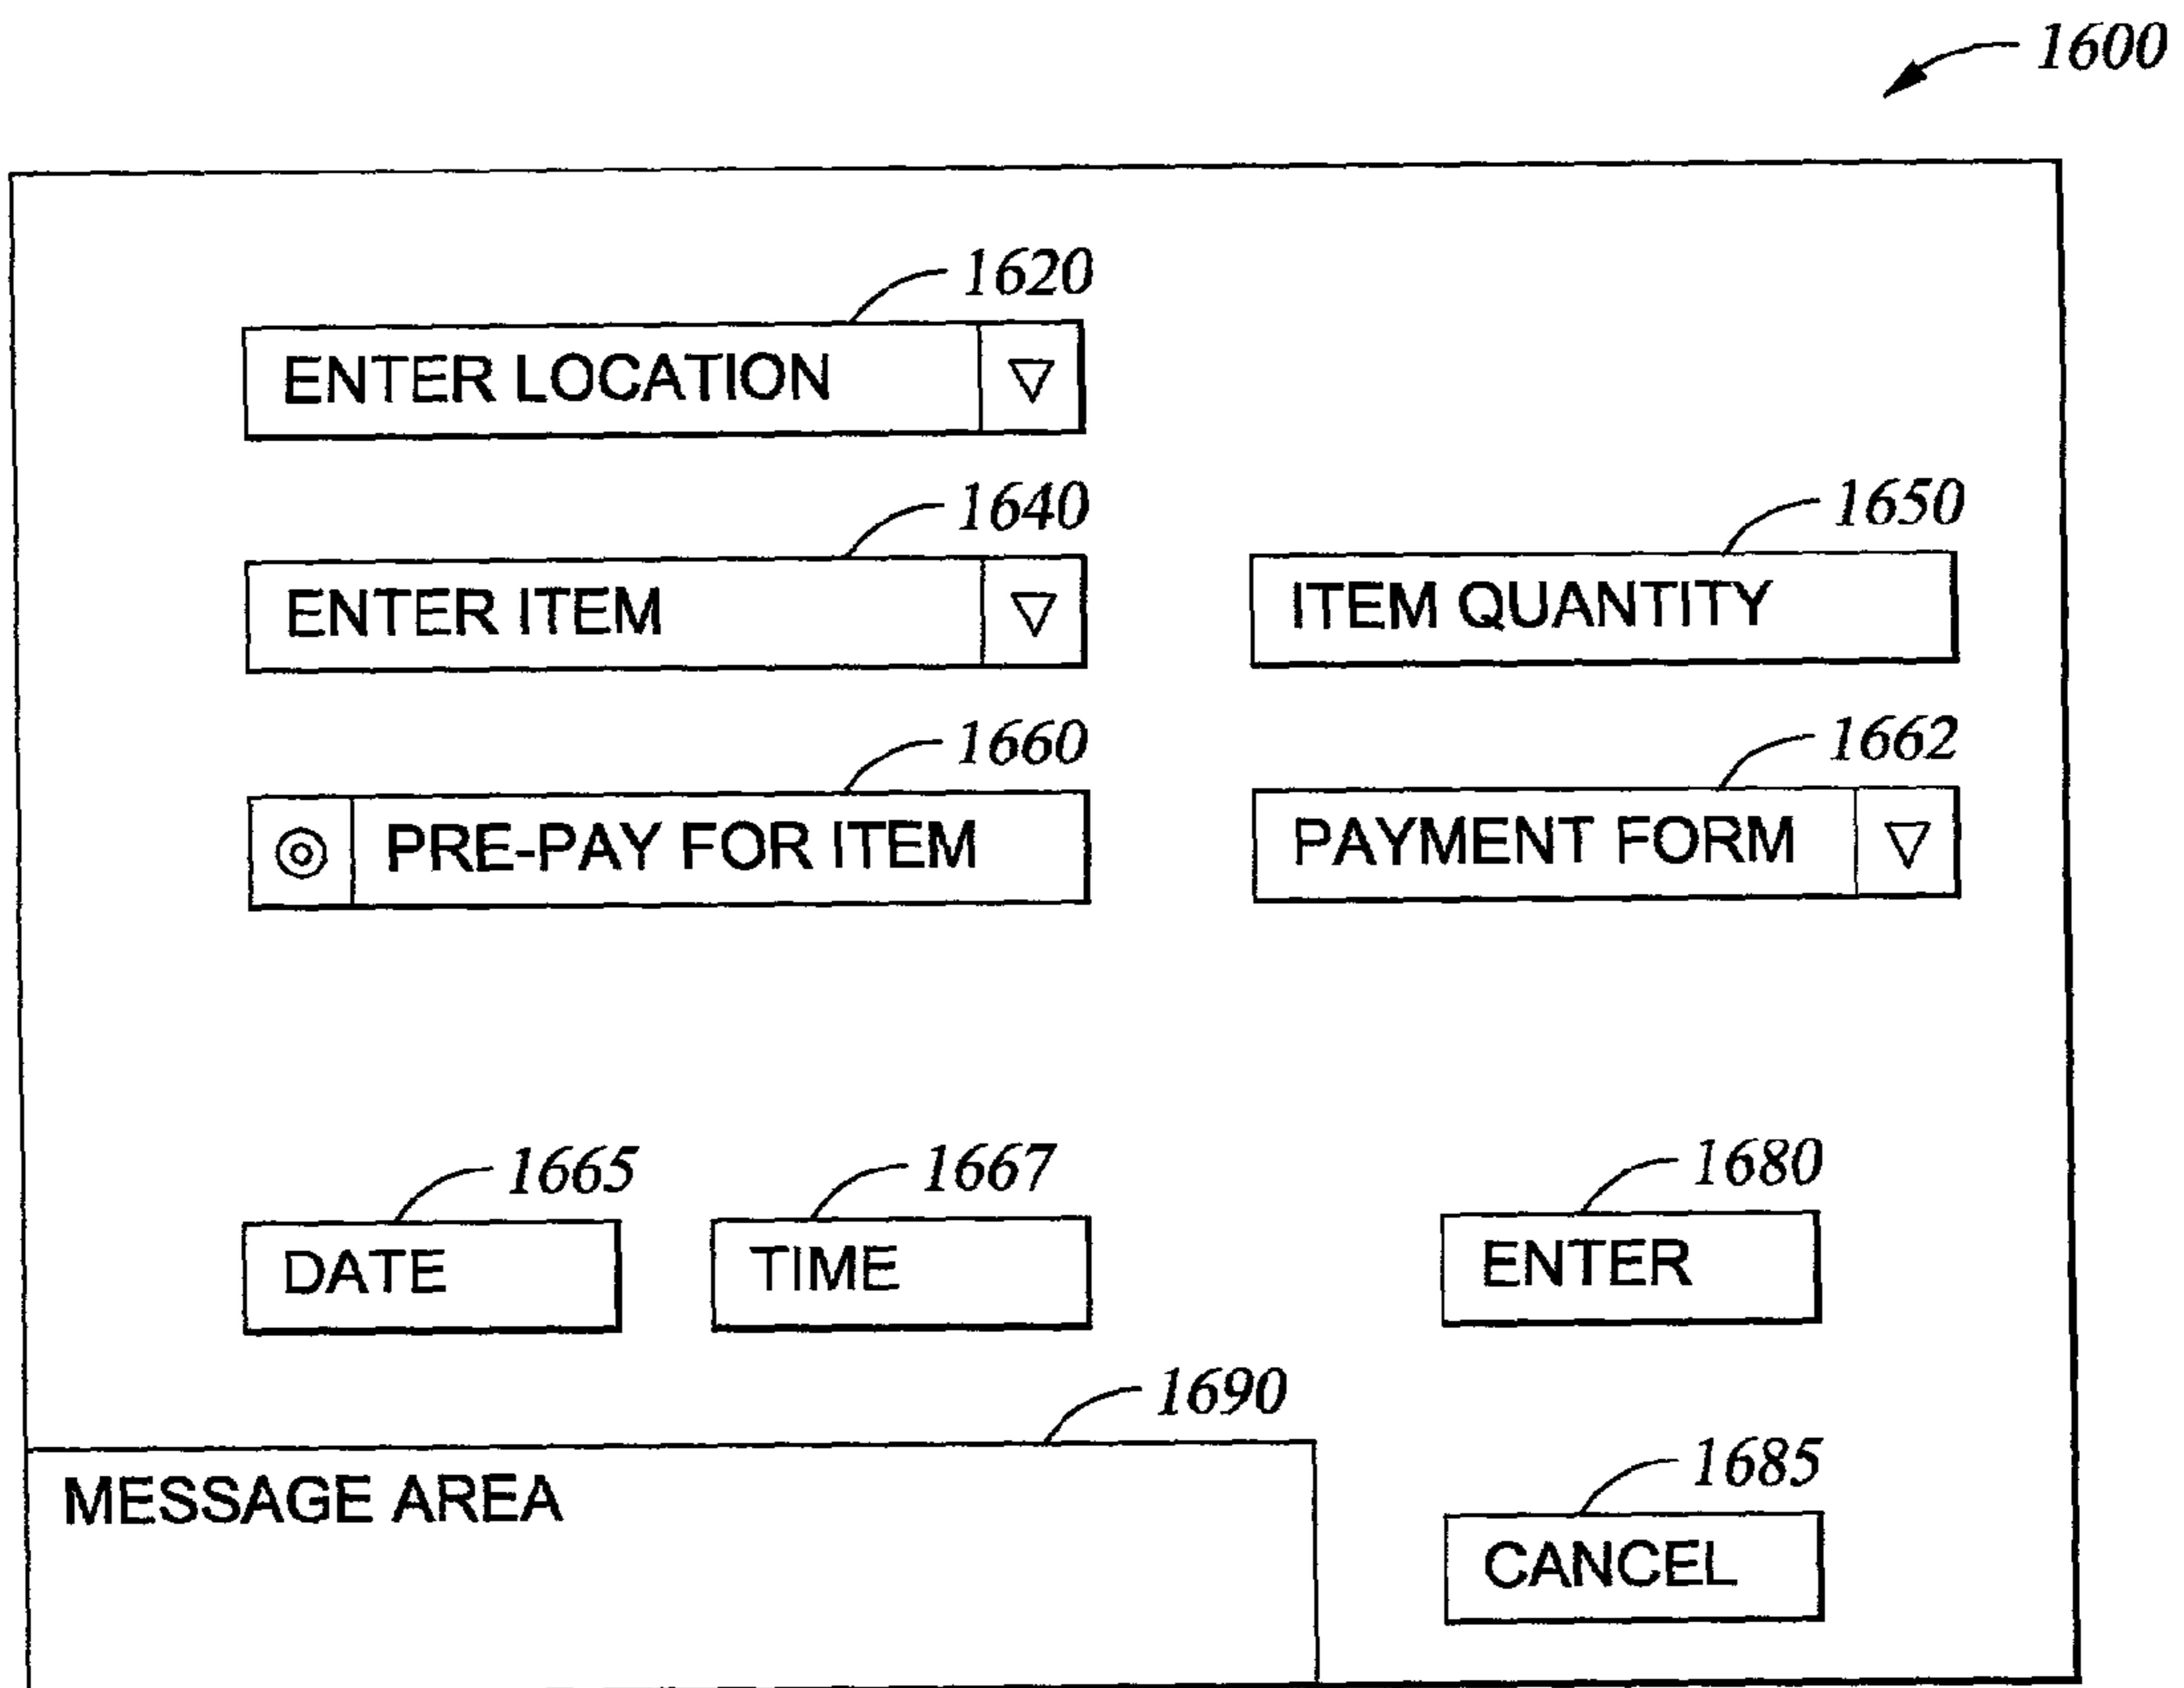 1600
1620
ENTER LOCATION
1640
1650
ENTER ITEM
ITEM QUANTITY
1660
1662
PRE-PAY FOR ITEM
PAYMENT FORM
1665
1667
1680
DATE
TIME
ENTER
1690
MESSAGE AREA
1685
CANCEL